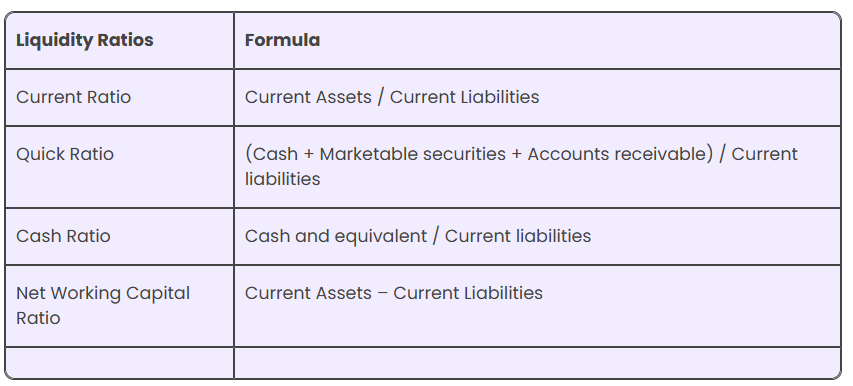 Liquidity Ratios
Formula
Current Ratio
Current Assets / Current Liabilities
Quick Ratio
(Cash + Marketable securities + Accounts receivable) / Current
liabilities
Cash Ratio
Cash and equivalent / Current liabilities
Net Working Capital
Ratio
Current Assets – Current Liabilities